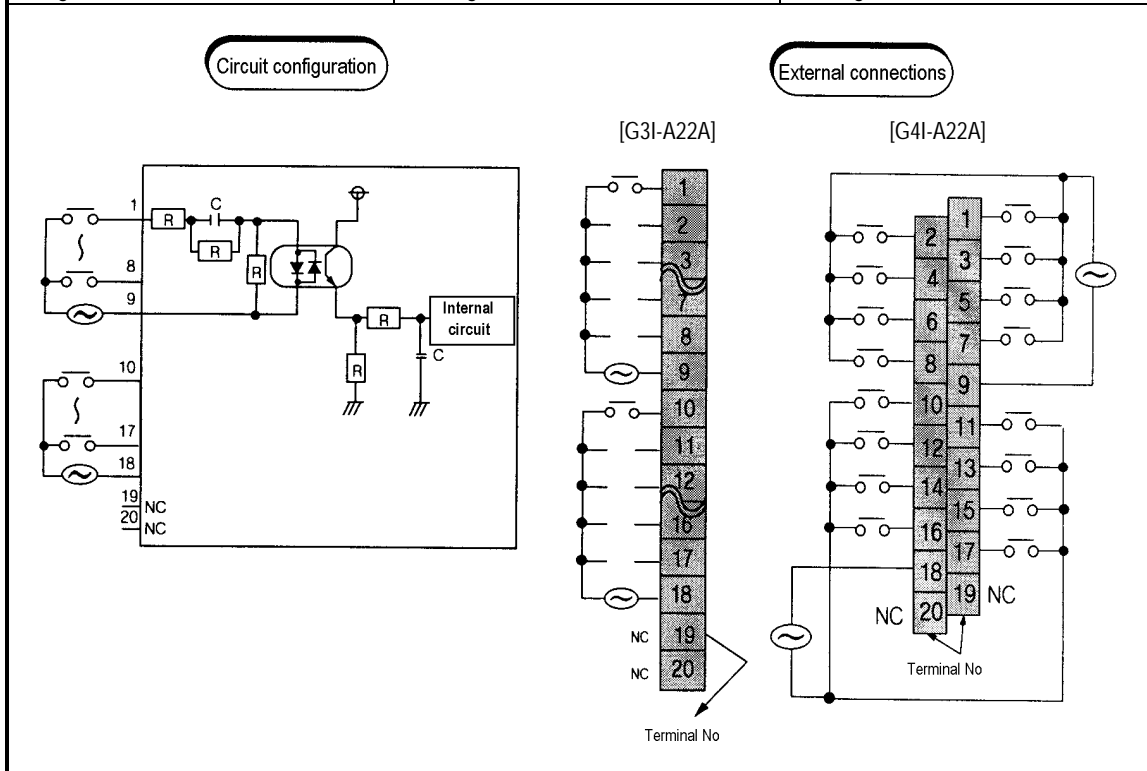 Circuit configuration
External connections
[G3I-A22A]
[G4I-A22A]
1
8
9
10
17
18
19 NC
20 NC
R
C
R
R
R
R
C
Internal
circuit
1
2
3
7
8
9
10
11
12
16
17
18
NC 19
NC 20
Terminal No
1
2
3
4
5
6
7
8
9
10
11
12
13
14
15
16
17
18
19 NC
NC 20
Terminal No